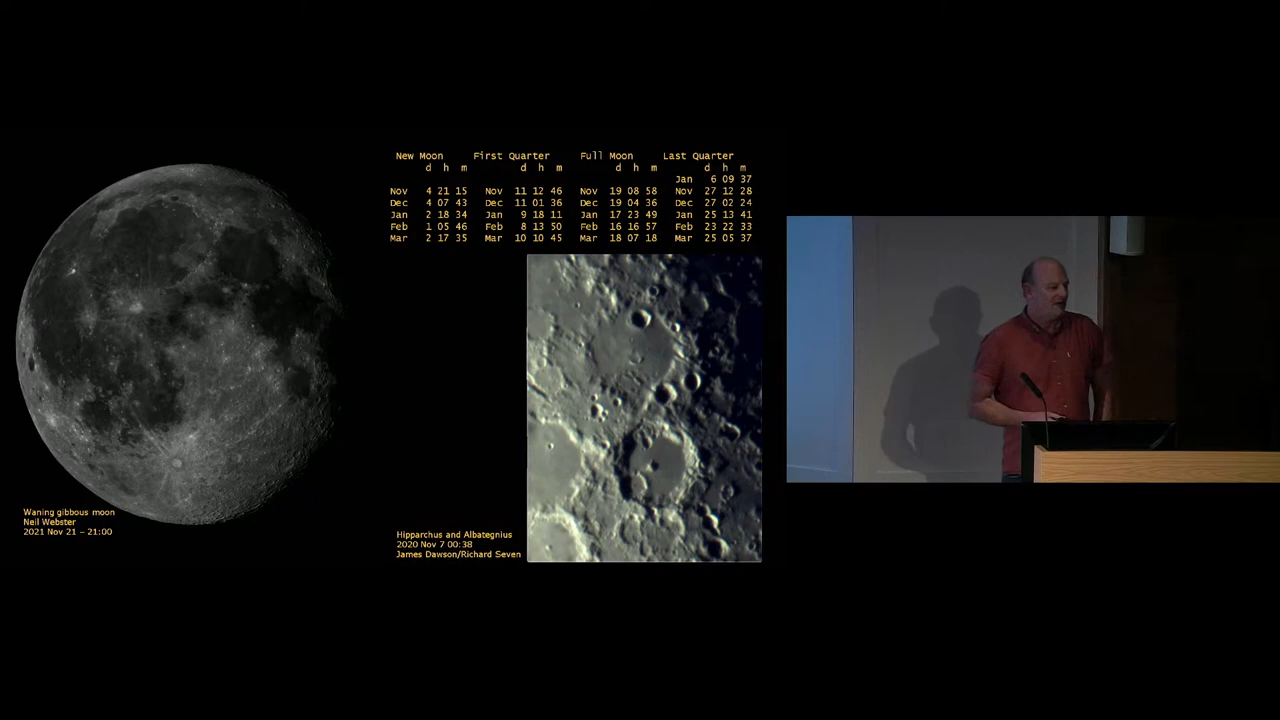 New Moon First Quarter Full Moon Last Quarter
d h m d h m d h m d h m
Jan 6 09 37
Nov 4 21 15 Nov 11 12 46 Nov 19 08 58 Nov 27 12 28
Dec 4 07 43 Dec 11 01 36 Dec 19 04 36 Dec 27 02 24
Jan 2 18 34 Jan 9 18 11 Jan 17 23 49 Jan 25 13 41
Feb 1 05 46 Feb 8 13 50 Feb 16 16 57 Feb 23 22 33
Mar 2 17 35 Mar 10 10 45 Mar 18 07 18 Mar 25 05 37
Waning gibbous moon
Neil Webster
2021 Nov 21 – 21:00
Hipparchus and Albategnius
2020 Nov 7 00:38
James Dawson/Richard Seven